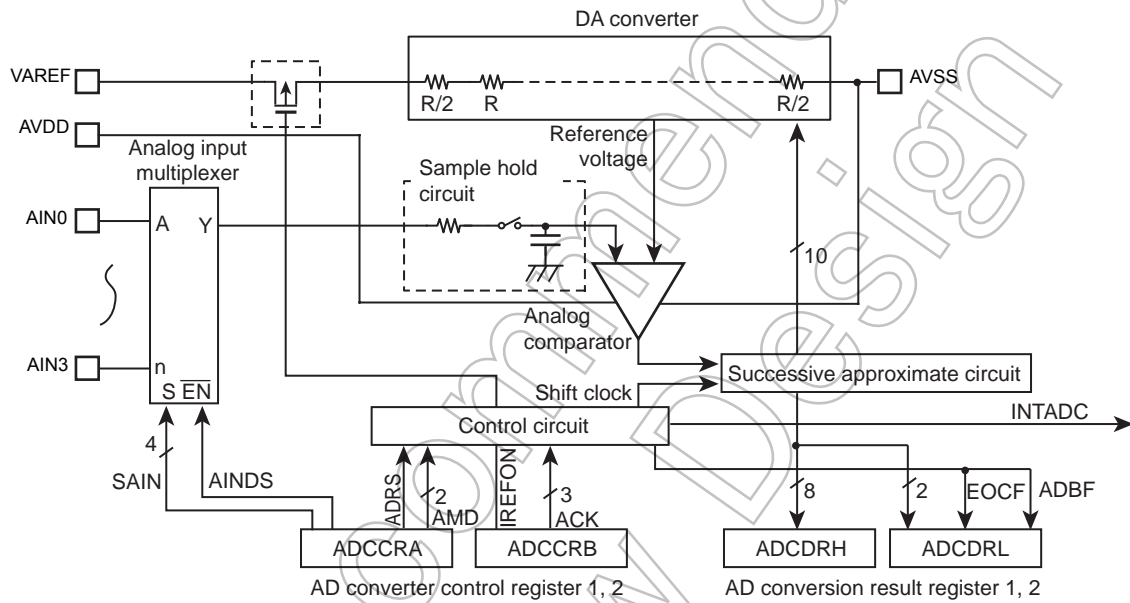 DA converter
VAREF
R/2
R
R/2
AVSS
AVDD
Reference
voltage
Analog input
multiplexer
Sample hold
circuit
AIN0
A
Y
10
Analog
comparator
AIN3
n
S EN
Successive approximate circuit
Shift clock
INTADC
Control circuit
4
SAIN
AINDS
ADRS
2
AMD
IREFON
3
ACK
8
2
EOCF
ADBF
ADCCRA
ADCCRB
ADCDRH
ADCDRL
AD converter control register 1, 2
AD conversion result register 1, 2
commend
w Design